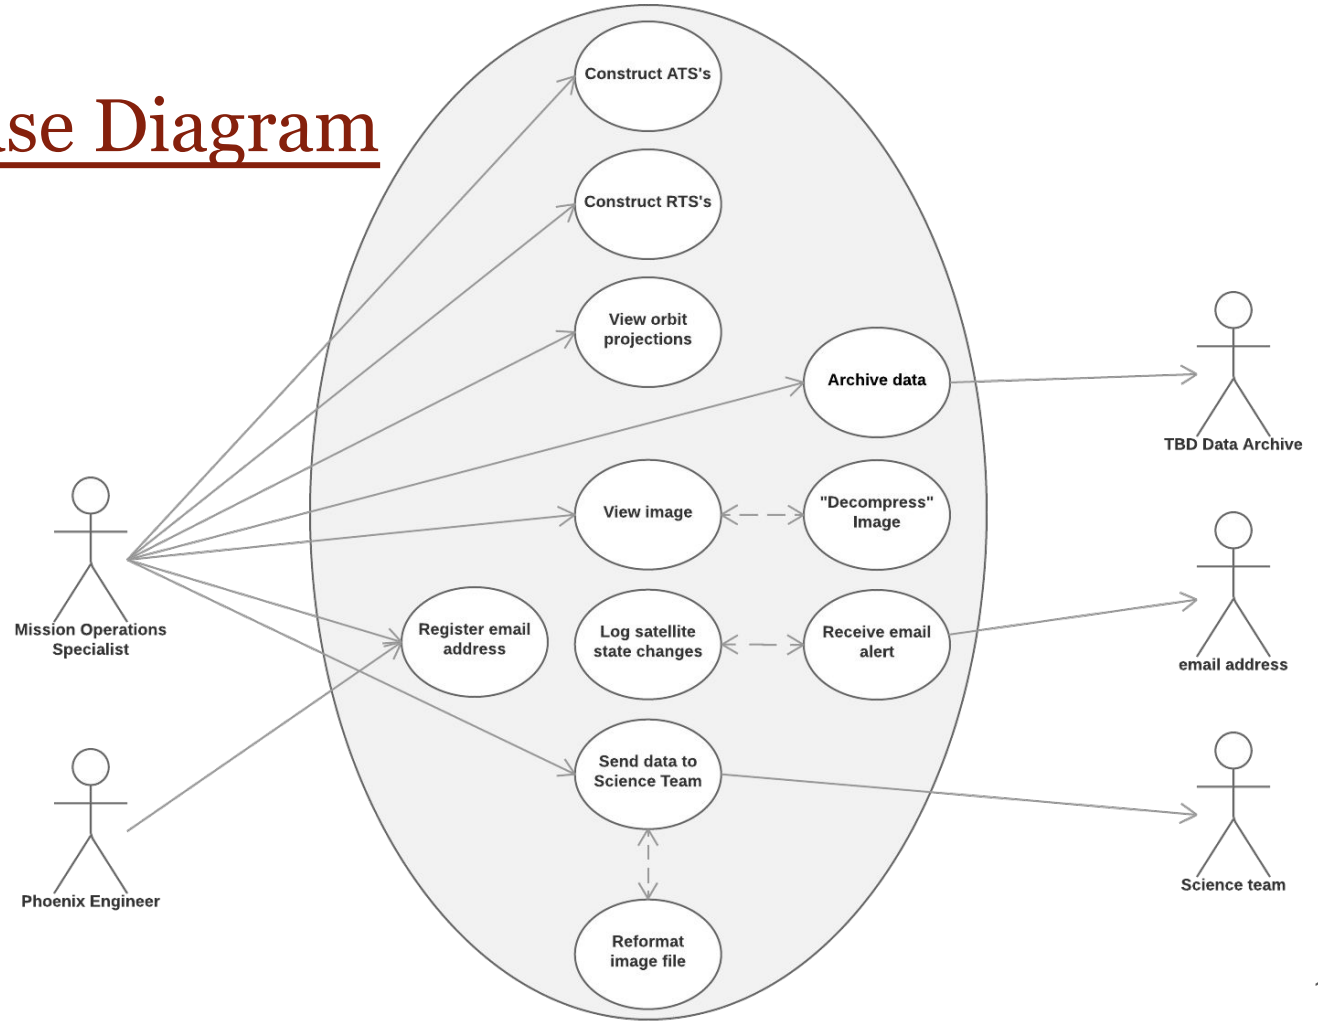 se Diagram
Construct ATS's
Construct RTS's
View orbit
projections
Archive data
TBD Data Archive
View image
"Decompress"
Image
Mission Operations
Specialist
Register email
address
Log satellite
state changes
Receive email
alert
email address
Send data to
Science Team
Phoenix Engineer
Science team
Reformat
image file